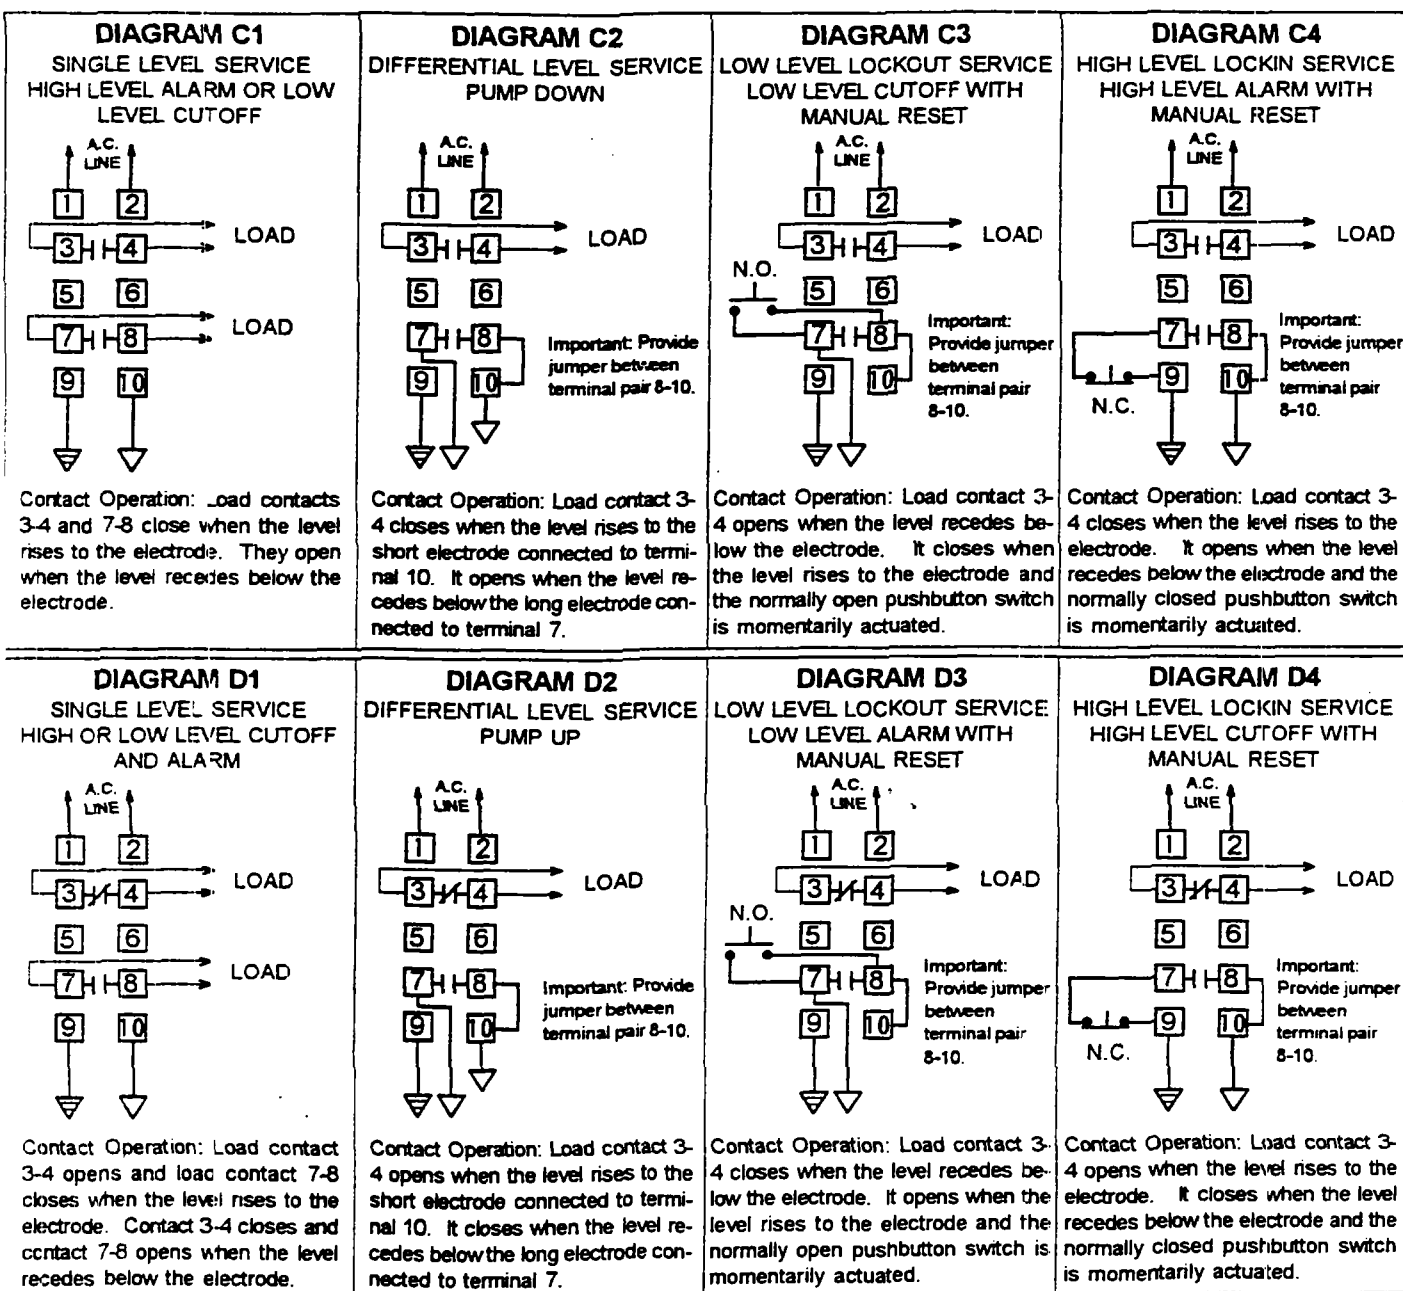 DIAGRAM C1
SINGLE LEVEL SERVICE
HIGH LEVEL ALARM OR LOW
LEVEL CUTOFF
A.C.
LINE
1 2
3 4 LOAD
5 6
7 8 LOAD
9 10
Contact Operation: Load contacts
3-4 and 7-8 close when the level
rises to the electrode. They open
when the level recedes below the
electrode.
DIAGRAM C2
DIFFERENTIAL LEVEL SERVICE
PUMP DOWN
A.C.
LINE
1 2
3 4 LOAD
5 6
7 8
9 10
Important: Provide
jumper between
terminal pair 8-10.
Contact Operation: Load contact 3-
4 closes when the level rises to the
short electrode connected to termi-
nal 10. It opens when the level re-
cedes below the long electrode con-
nected to terminal 7.
DIAGRAM C3
LOW LEVEL LOCKOUT SERVICE
LOW LEVEL CUTOFF WITH
MANUAL RESET
A.C.
LINE
1 2
3 4 LOAD
N.O.
5 6
7 8
9 10
Important:
Provide jumper
between
terminal pair
8-10.
Contact Operation: Load contact 3-
4 opens when the level recedes be-
low the electrode. It closes when
the level rises to the electrode and
the normally open pushbutton switch
is momentarily actuated.
DIAGRAM C4
HIGH LEVEL LOCKIN SERVICE
HIGH LEVEL ALARM WITH
MANUAL RESET
A.C.
LINE
1 2
3 4 LOAD
5 6
7 8
9 10
N.C.
Important:
Provide jumper
between
terminal pair
8-10.
Contact Operation: Load contact 3-
4 closes when the level rises to the
electrode. It opens when the level
recedes below the electrode and the
normally closed pushbutton switch
is momentarily actuated.
DIAGRAM D1
SINGLE LEVEL SERVICE
HIGH OR LOW LEVEL CUTOFF
AND ALARM
A.C.
LINE
1 2
3 4 LOAD
5 6
7 8 LOAD
9 10
Contact Operation: Load contact
3-4 opens and load contact 7-8
closes when the level rises to the
electrode. Contact 3-4 closes and
contact 7-8 opens when the level
recedes below the electrode.
DIAGRAM D2
DIFFERENTIAL LEVEL SERVICE
PUMP UP
A.C.
LINE
1 2
3 4 LOAD
5 6
7 8
9 10
Important: Provide
jumper between
terminal pair 8-10.
Contact Operation: Load contact 3-
4 opens when the level rises to the
short electrode connected to termi-
nal 10. It closes when the level re-
cedes below the long electrode con-
nected to terminal 7.
DIAGRAM D3
LOW LEVEL LOCKOUT SERVICE
LOW LEVEL ALARM WITH
MANUAL RESET
A.C.
LINE
1 2
3 4 LOAD
N.O.
5 6
7 8
9 10
Important:
Provide jumper
between
terminal pair
8-10.
Contact Operation: Load contact 3-
4 closes when the level recedes be-
low the electrode. It opens when the
level rises to the electrode and the
normally open pushbutton switch is
momentarily actuated.
DIAGRAM D4
HIGH LEVEL LOCKIN SERVICE
HIGH LEVEL CUTOFF WITH
MANUAL RESET
A.C.
LINE
1 2
3 4 LOAD
5 6
7 8
9 10
N.C.
Important:
Provide jumper
between
terminal pair
8-10.
Contact Operation: Load contact 3-
4 opens when the level rises to the
electrode. It closes when the level
recedes below the electrode and the
normally closed pushbutton switch
is momentarily actuated.